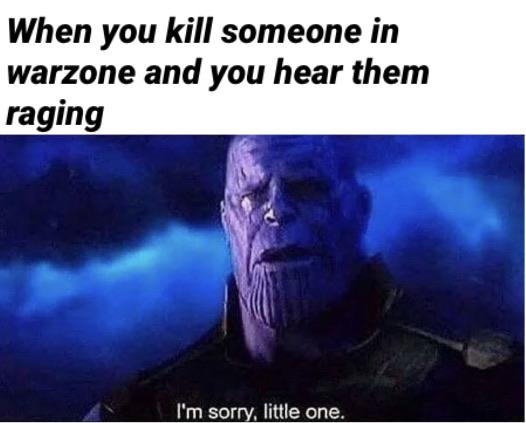 When you kill someone in
warzone and you hear them
raging
I'm sorry, little one.